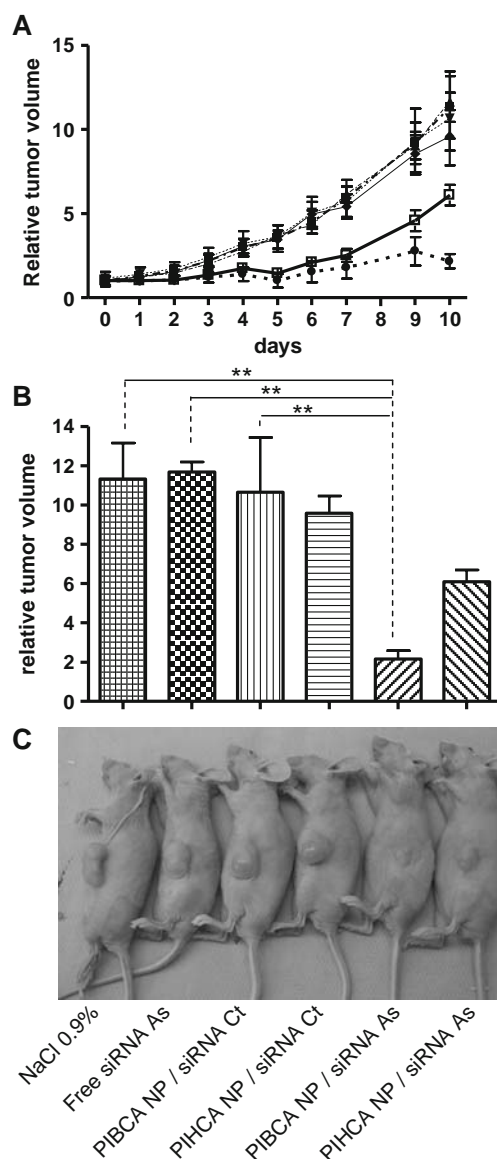 A
Relative tumor volume
15
10
5
0
0 1 2 3 4 5 6 7 9 10
days
B
**
**
**
relative tumor volume
14
12
10
8
6
4
2
0
C
NaCl 0.9%
Free siRNA As
PIBCA NP / siRNA Ct
PIHCA NP / siRNA Ct
PIBCA NP / siRNA As
PIHCA NP / siRNA As